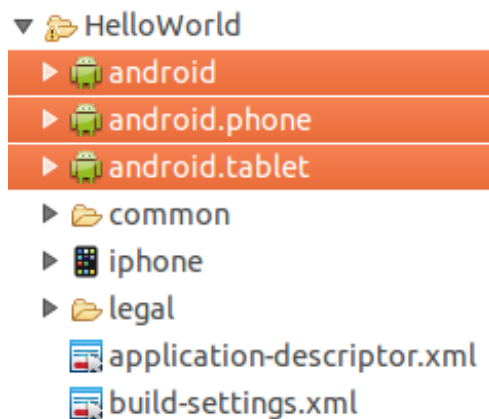 HelloWorld
android
android.phone
android.tablet
common
iphone
legal
application-descriptor.xml
build-settings.xml